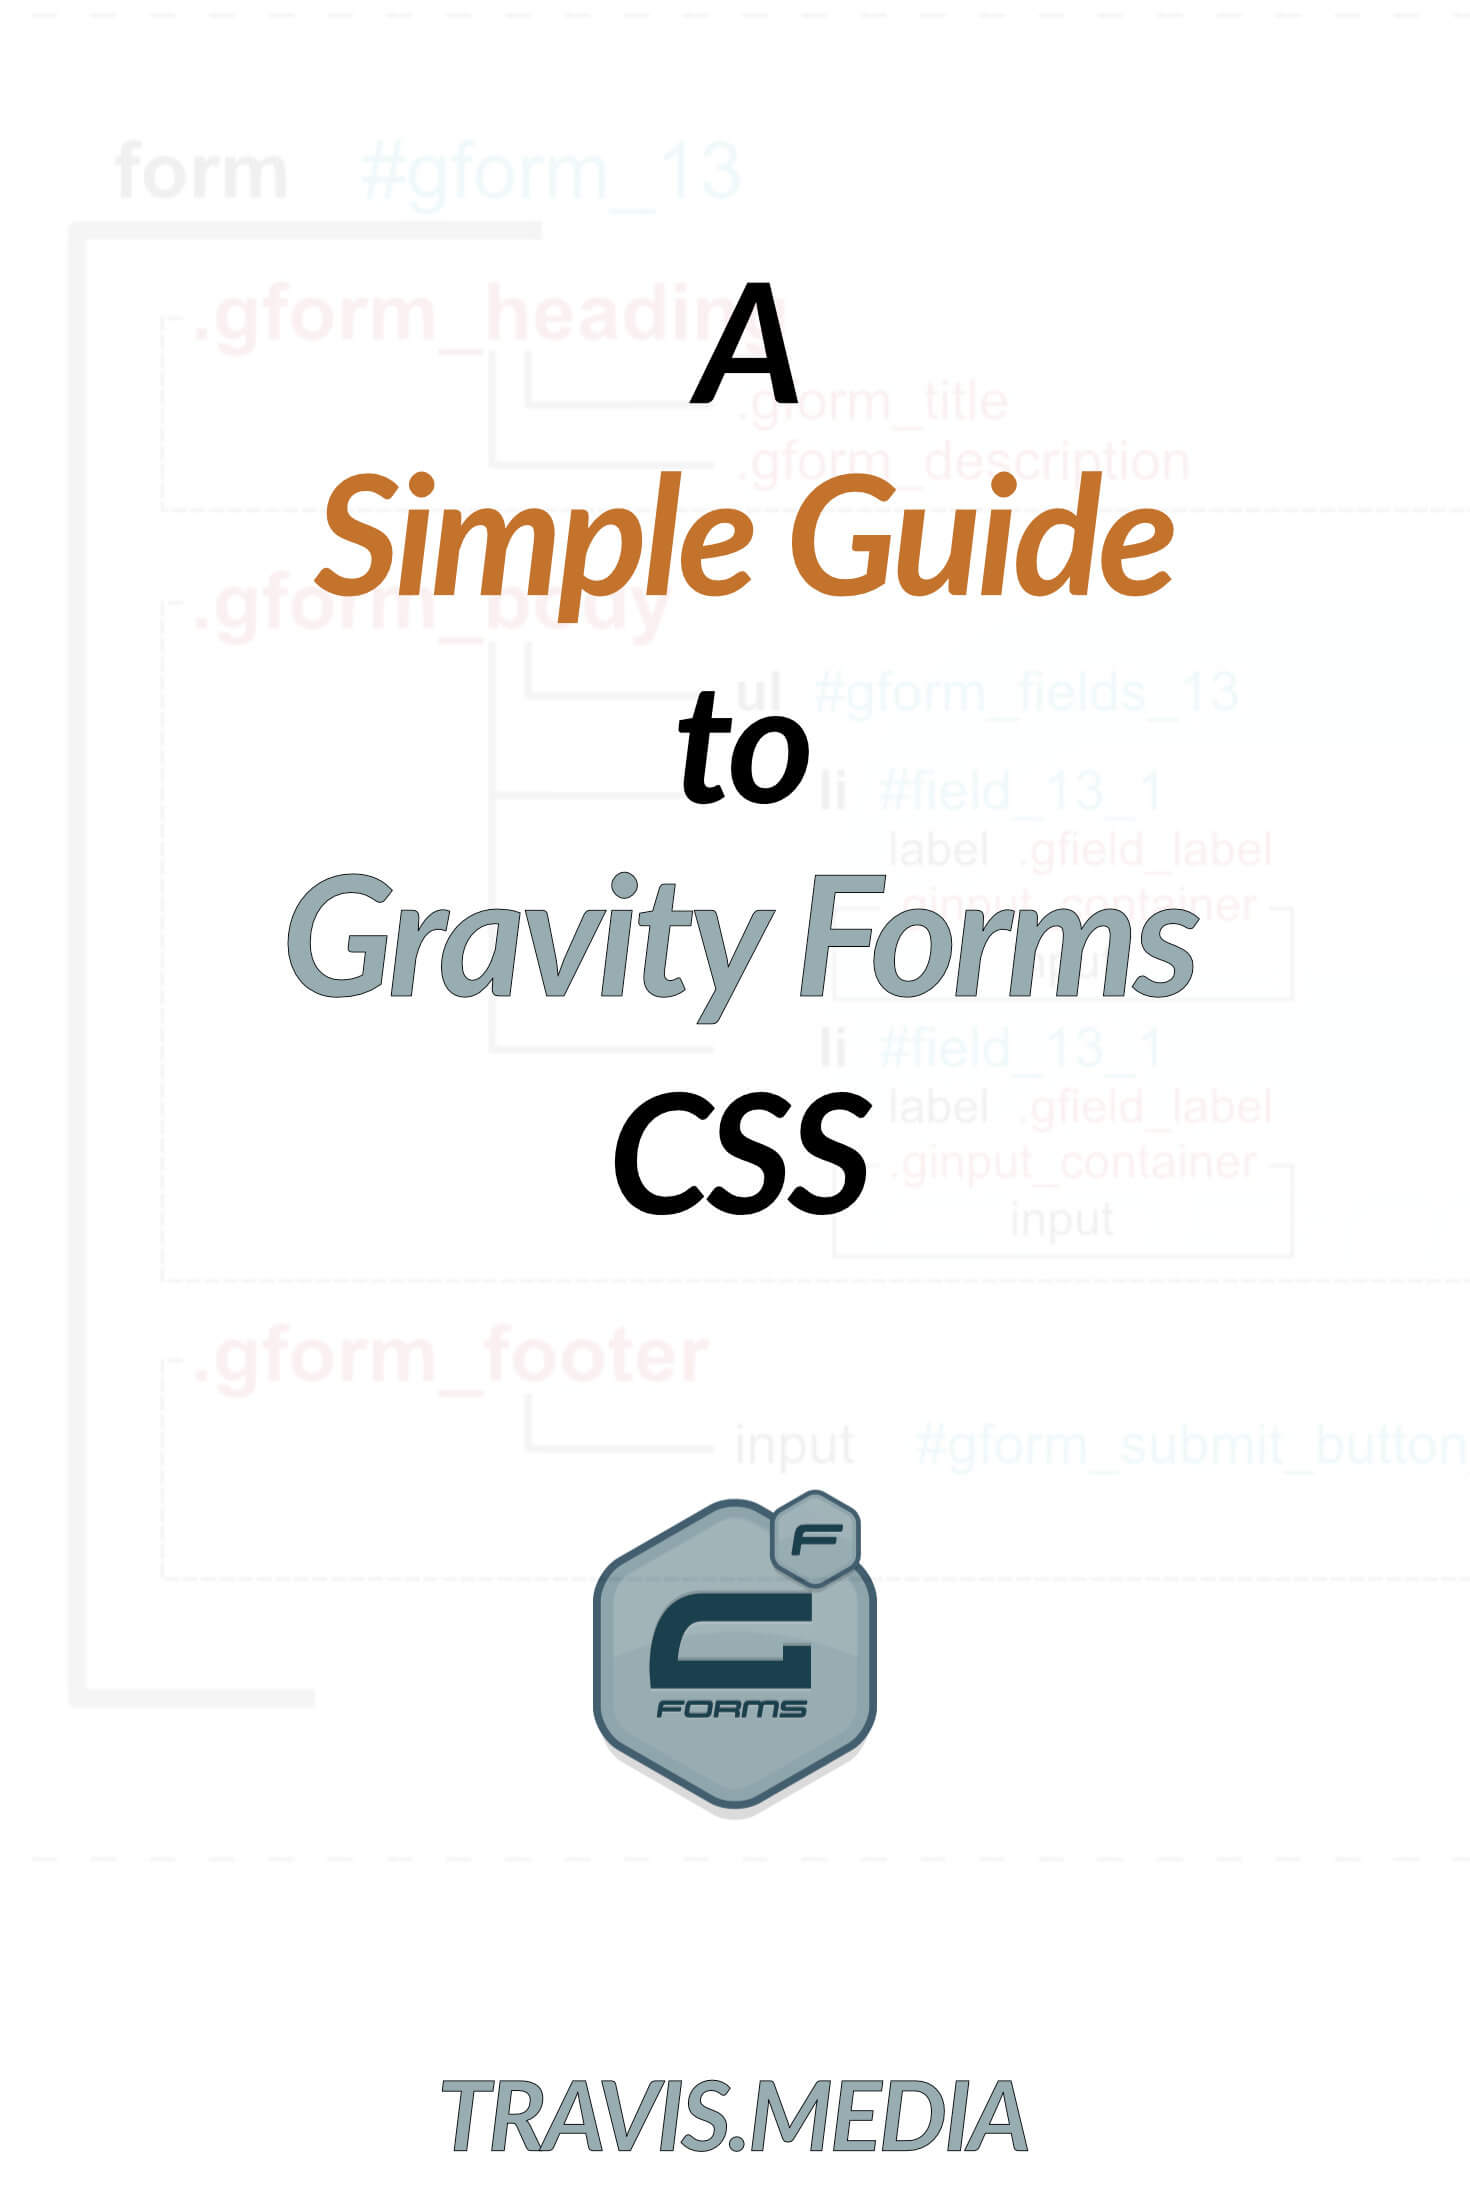 form #gform_13
.gform_heading
A
.gform_title
.gform_description
Simple Guide
.gform_body
to
ul #gform_fields_13
li #field_13_1
label .gfield_label
.ginput_container
Gravity Forms
input
li #field_13_1
label .gfield_label
CSS
.ginput_container
input
.gform_footer
input #gform_submit_button_
F
G
FORMS
TRAVIS.MEDIA